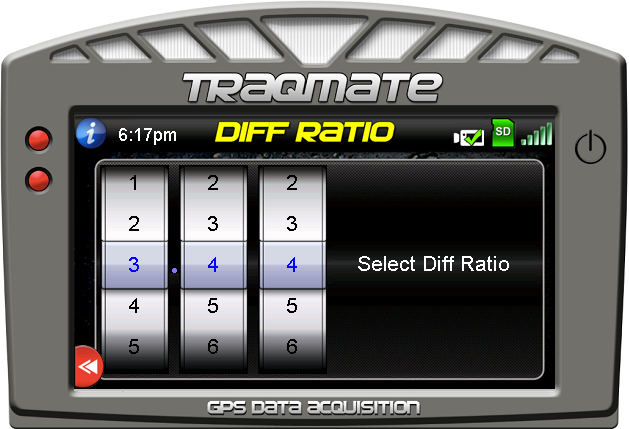 TRAQMATE
i 6:17pm DIFF RATIO SD
1 2 2
2 3 3
3 . 4 4 Select Diff Ratio
4 5 5
5 6 6
GPS DATA ACQUISITION